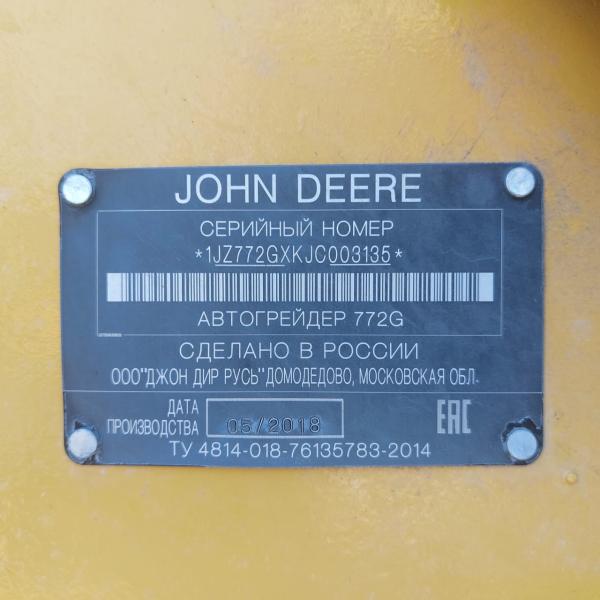 JOHN DEERE
СЕРИЙНЫЙ НОМЕР
*1JZ772GXKJC003135*
АВТОГРЕЙДЕР 772G
СДЕЛАНО В РОССИИ
ООО"ДЖОН ДИР РУСЬ"ДОМОДЕДОВО, МОСКОВСКАЯ ОБЛ.
ДАТА
ПРОИЗВОДСТВА 05/2018
EAC
ТУ 4814-018-76135783-2014